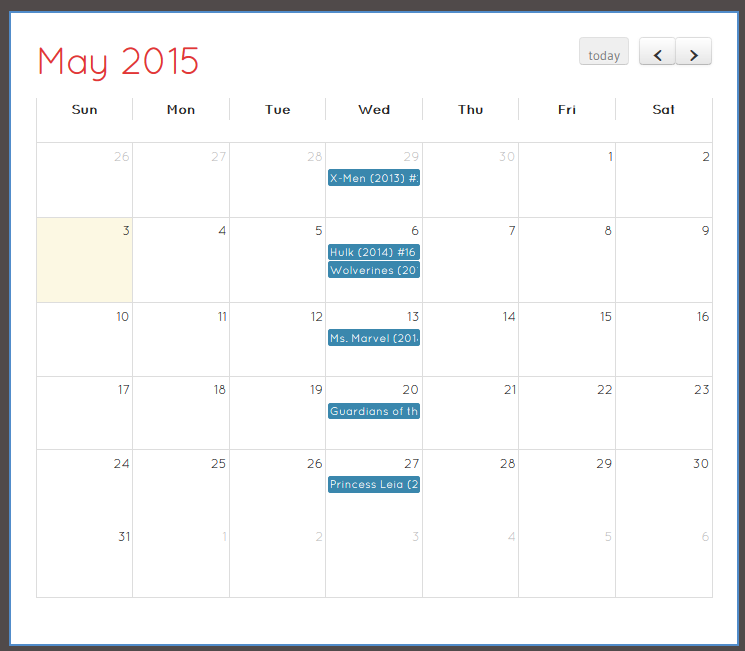 May 2015
today
Sun Mon Tue Wed Thu Fri Sat
26 27 28 29 30 1 2
X-Men (2013) #
3 4 5 6 7 8 9
Hulk (2014) #16
Wolverines (20
10 11 12 13 14 15 16
Ms. Marvel (201
17 18 19 20 21 22 23
Guardians of th
24 25 26 27 28 29 30
Princess Leia (2
31 1 2 3 4 5 6